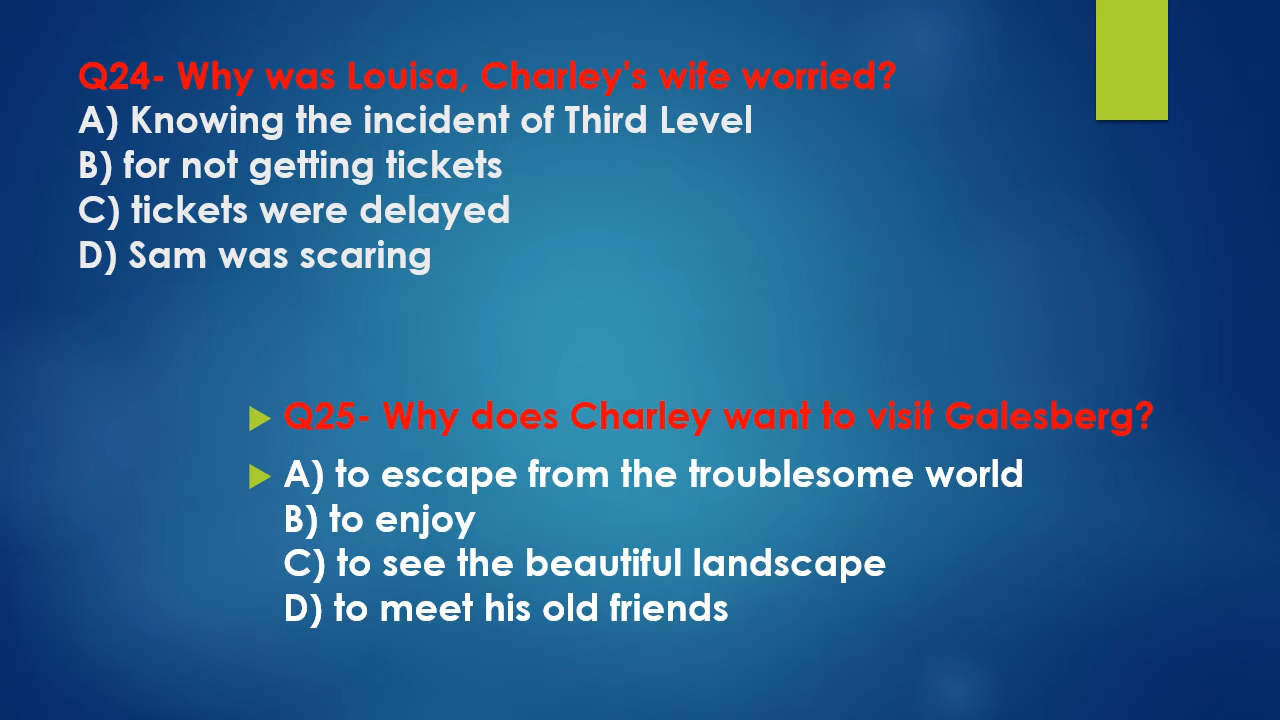 Q24- Why was Louisa, Charley's wife worried?
A) Knowing the incident of Third Level
B) for not getting tickets
C) tickets were delayed
D) Sam was scaring
Q25- Why does Charley want to visit Galesberg?
A) to escape from the troublesome world
B) to enjoy
C) to see the beautiful landscape
D) to meet his old friends